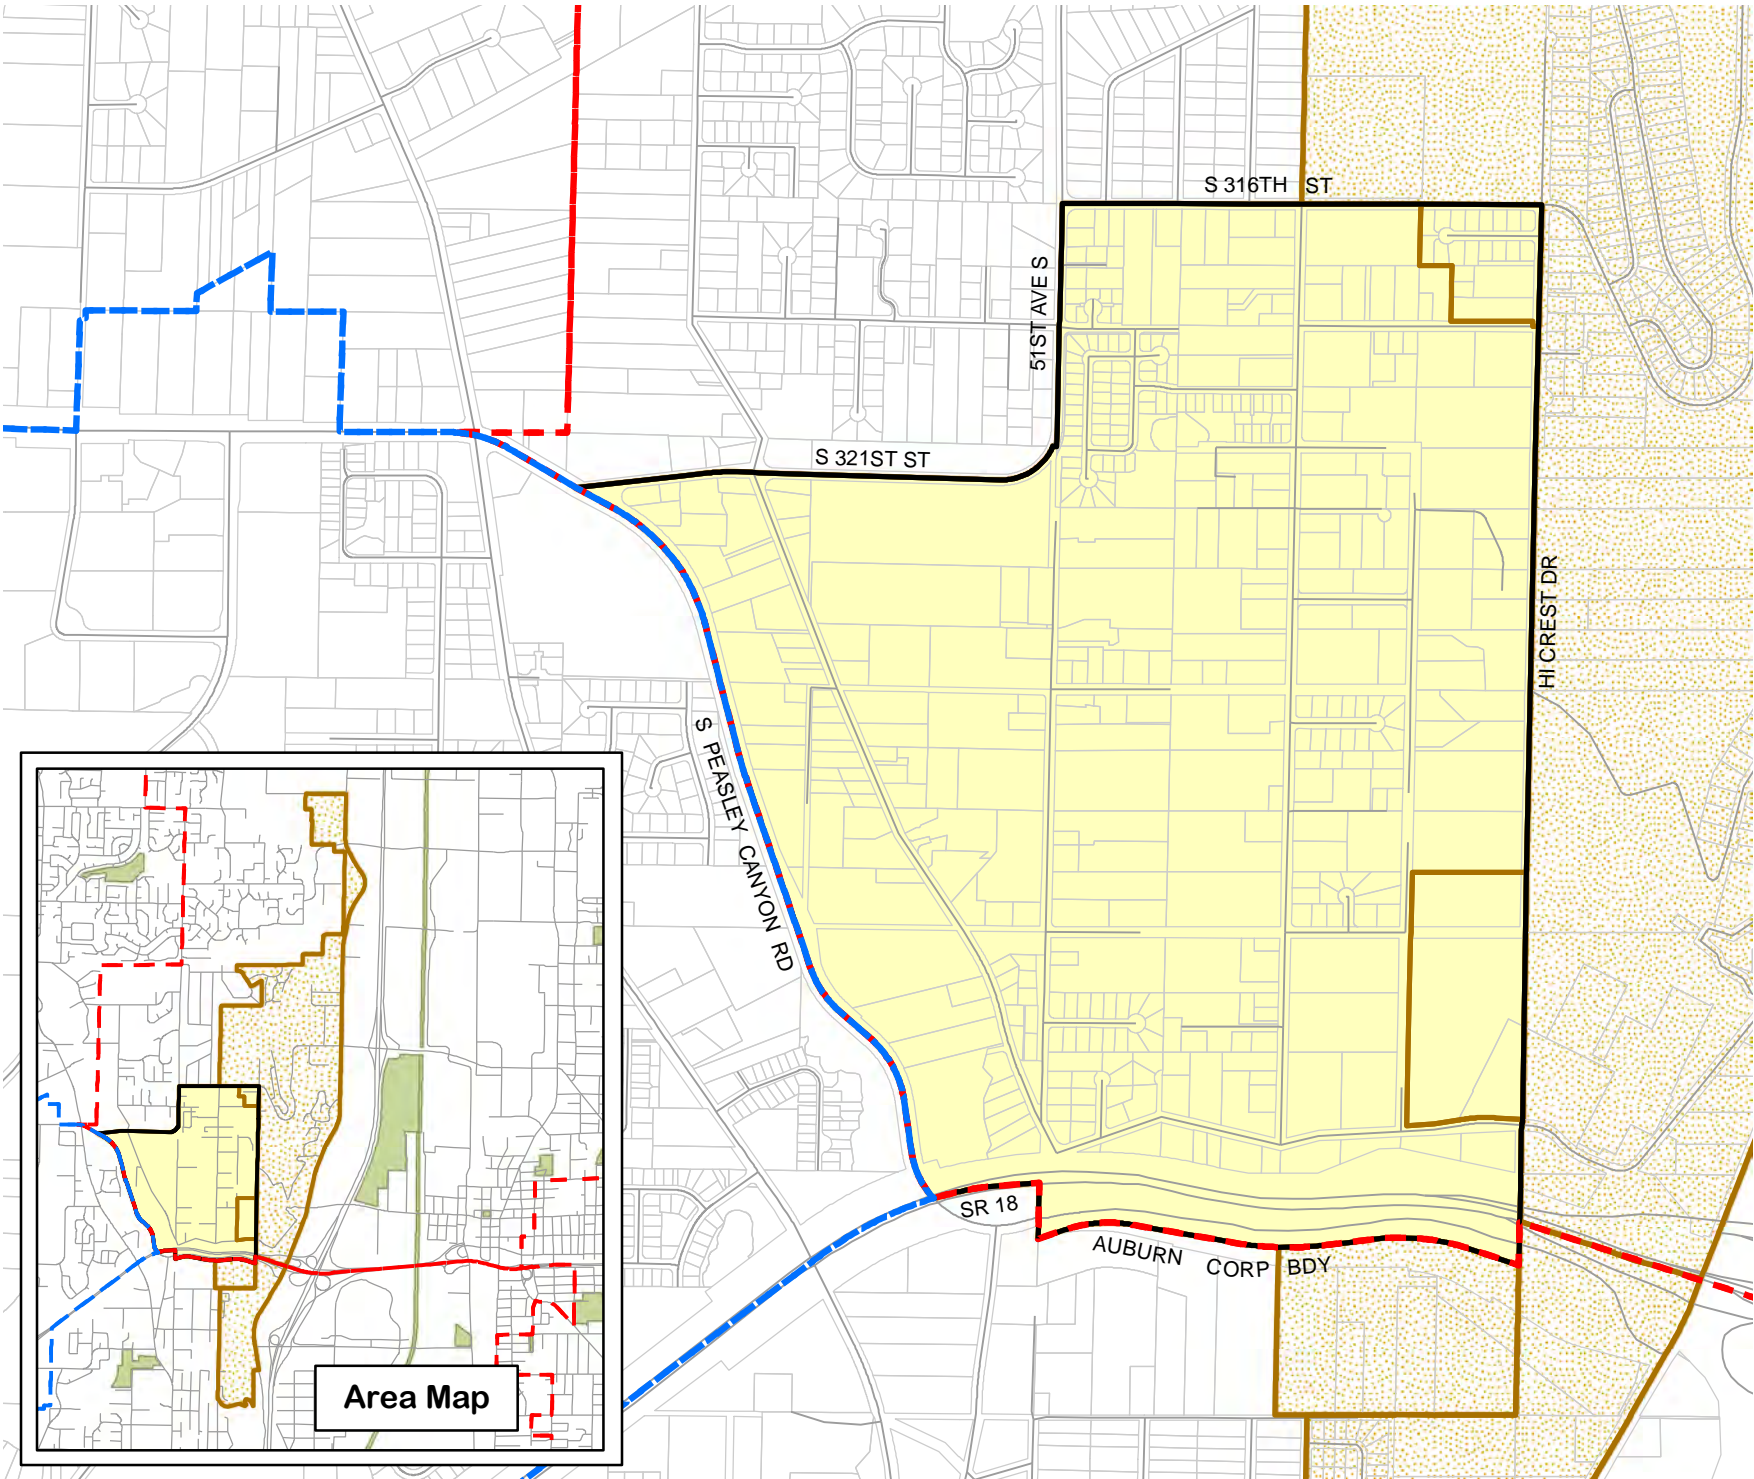 S 316TH ST
51ST AVE S
S 321ST ST
HI CREST DR
S PEASLEY CANYON RD
SR 18
AUBURN CORP BDY
Area Map